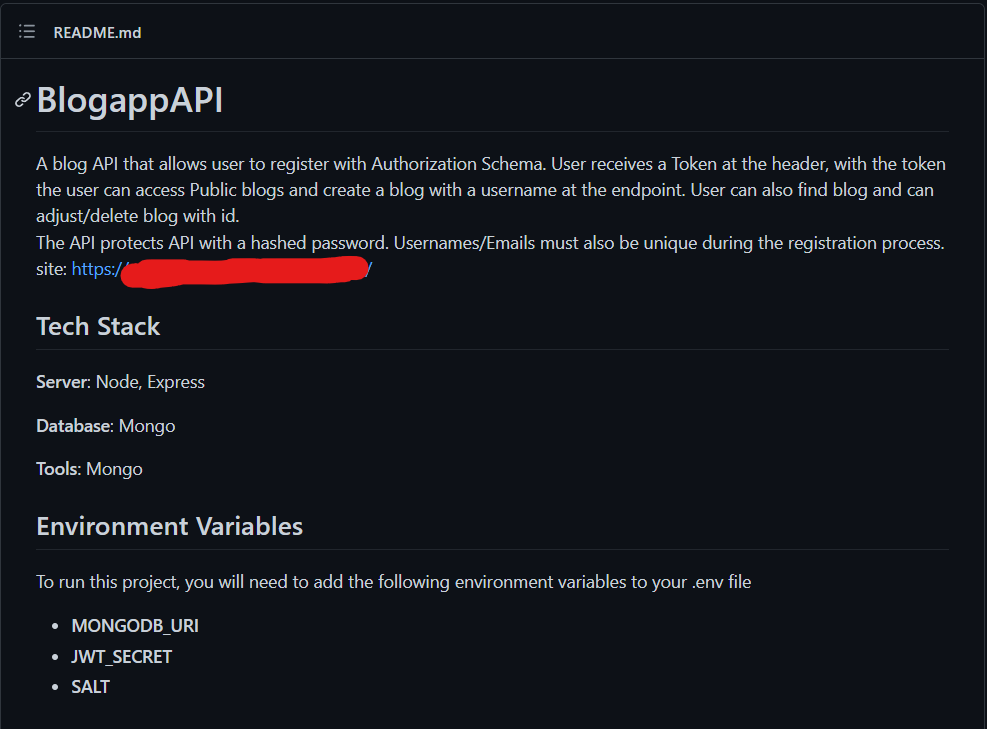 README.md
BlogappAPI
A blog API that allows user to register with Authorization Schema. User receives a Token at the header, with the token
the user can access Public blogs and create a blog with a username at the endpoint. User can also find blog and can
adjust/delete blog with id.
The API protects API with a hashed password. Usernames/Emails must also be unique during the registration process.
site: https:// /
Tech Stack
Server: Node, Express
Database: Mongo
Tools: Mongo
Environment Variables
To run this project, you will need to add the following environment variables to your .env file
• MONGODB_URI
• JWT_SECRET
• SALT